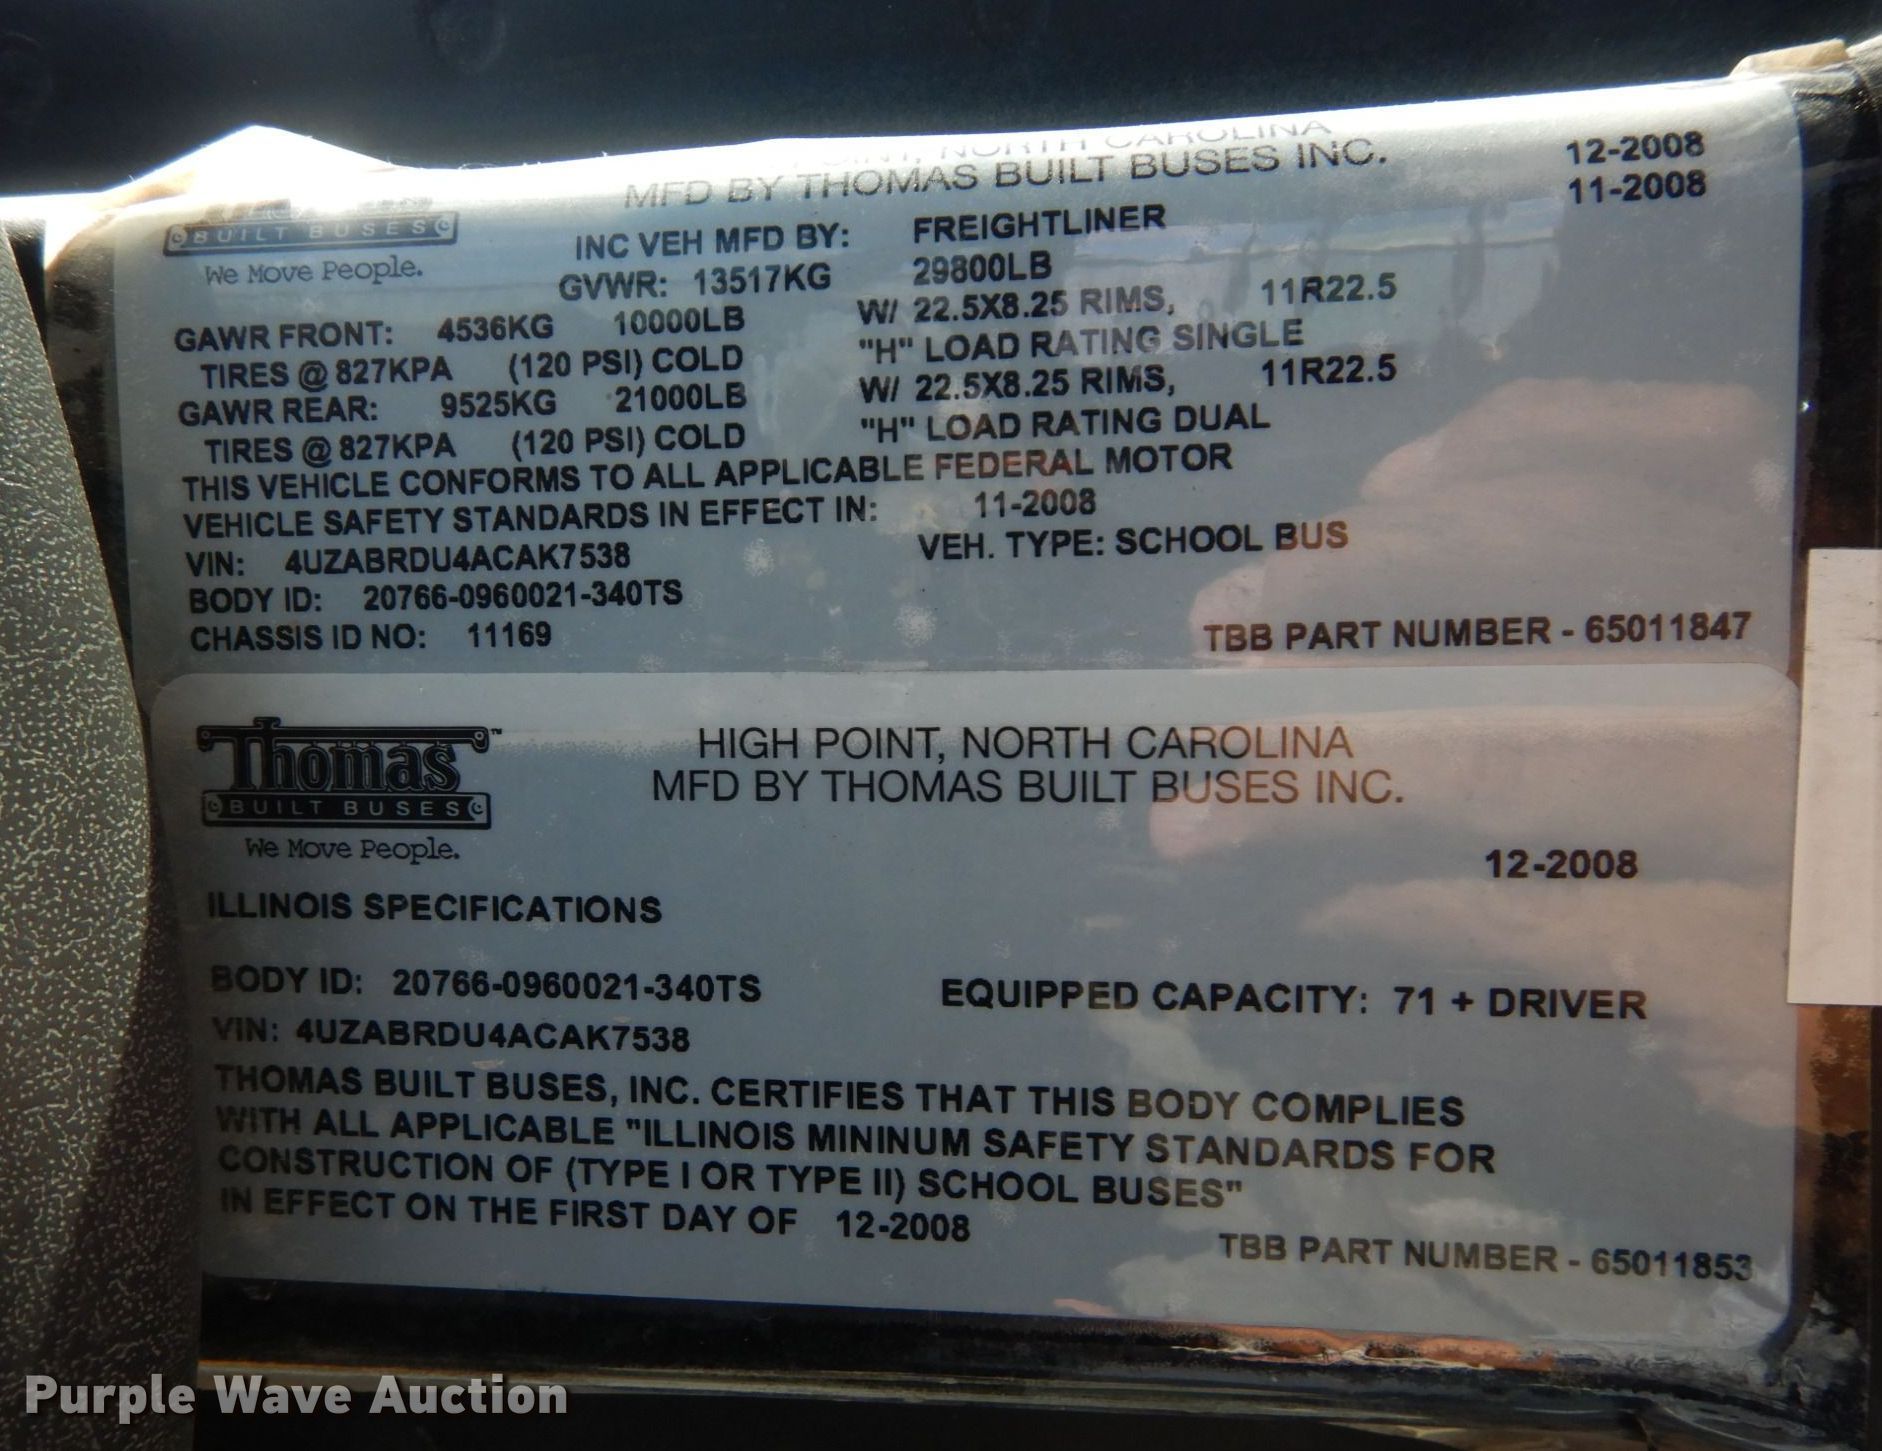 NORTH CAROLINA
MFD BY THOMAS BUILT BUSES INC.
12-2008
BUILT BUSES
We Move People.
INC VEH MFD BY: FREIGHTLINER 11-2008
GVWR: 13517KG 29800LB
GAWR FRONT: 4536KG 10000LB W/ 22.5X8.25 RIMS, 11R22.5
TIRES @ 827KPA (120 PSI) COLD "H" LOAD RATING SINGLE
GAWR REAR: 9525KG 21000LB W/ 22.5X8.25 RIMS, 11R22.5
TIRES @ 827KPA (120 PSI) COLD "H" LOAD RATING DUAL
THIS VEHICLE CONFORMS TO ALL APPLICABLE FEDERAL MOTOR
VEHICLE SAFETY STANDARDS IN EFFECT IN: 11-2008
VIN: 4UZABRDU4ACAK7538 VEH. TYPE: SCHOOL BUS
BODY ID: 20766-0960021-340TS
CHASSIS ID NO: 11169 TBB PART NUMBER - 65011847
Thomas™
BUILT BUSES
We Move People.
HIGH POINT, NORTH CAROLINA
MFD BY THOMAS BUILT BUSES INC.
12-2008
ILLINOIS SPECIFICATIONS
BODY ID: 20766-0960021-340TS EQUIPPED CAPACITY: 71 + DRIVER
VIN: 4UZABRDU4ACAK7538
THOMAS BUILT BUSES, INC. CERTIFIES THAT THIS BODY COMPLIES
WITH ALL APPLICABLE "ILLINOIS MININUM SAFETY STANDARDS FOR
CONSTRUCTION OF (TYPE I OR TYPE II) SCHOOL BUSES"
IN EFFECT ON THE FIRST DAY OF 12-2008
TBB PART NUMBER - 65011853
Purple Wave Auction